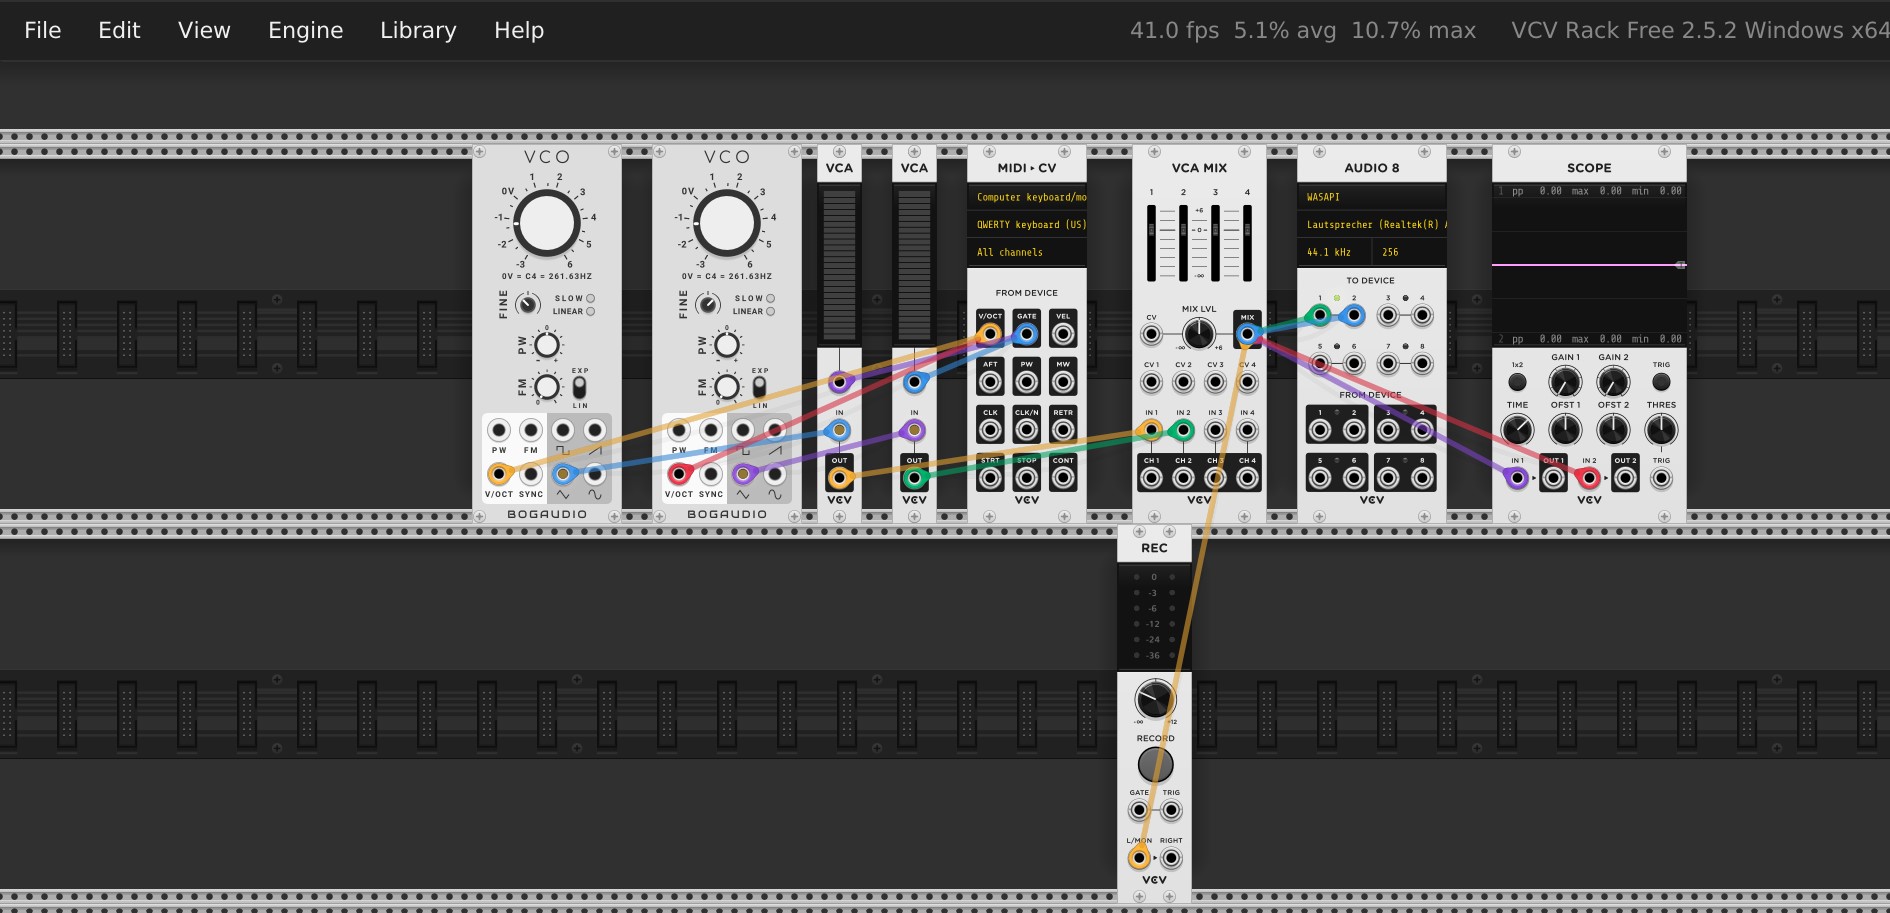 File Edit View Engine Library Help 41.0 fps 5.1% avg 10.7% max VCV Rack Free 2.5.2 Windows x64
VCO
1 2
0V 3
-1 4
-2 5
-3 6
0V = C4 = 261.63HZ
FINE
SLOW
LINEAR
PW
0
FM
0
EXP
LIN
PW FM
V/OCT SYNC
BOGAUDIO
VCO
1 2
0V 3
-1 4
-2 5
-3 6
0V = C4 = 261.63HZ
FINE
SLOW
LINEAR
PW
0
FM
0
EXP
LIN
PW FM
V/OCT SYNC
BOGAUDIO
VCA
IN
OUT
VCV
VCA
IN
OUT
VCV
MIDI ▸ CV
Computer keyboard/mo
QWERTY keyboard (US)
All channels
FROM DEVICE
V/OCT GATE VEL
AFT PW MW
CLK CLK/N RETR
STRT STOP CONT
VCV
VCA MIX
1 2 3 4
+6
-0-
-∞
MIX LVL
CV MIX
-∞ +6
CV 1 CV 2 CV 3 CV 4
IN 1 IN 2 IN 3 IN 4
CH 1 CH 2 CH 3 CH 4
VCV
AUDIO 8
WASAPI
Lautsprecher (Realtek(R) A
44.1 kHz 256
TO DEVICE
1 2 3 4
5 6 7 8
FROM DEVICE
1 2 3 4
5 6 7 8
VCV
SCOPE
1 pp 0.00 max 0.00 min 0.00
2 pp 0.00 max 0.00 min 0.00
1x2 GAIN 1 GAIN 2 TRIG
TIME OFST 1 OFST 2 THRES
IN 1 OUT 1 IN 2 OUT 2 TRIG
VCV
REC
0
-3
-6
-12
-24
-36
-∞ +12
RECORD
GATE TRIG
L/MON RIGHT
VCV